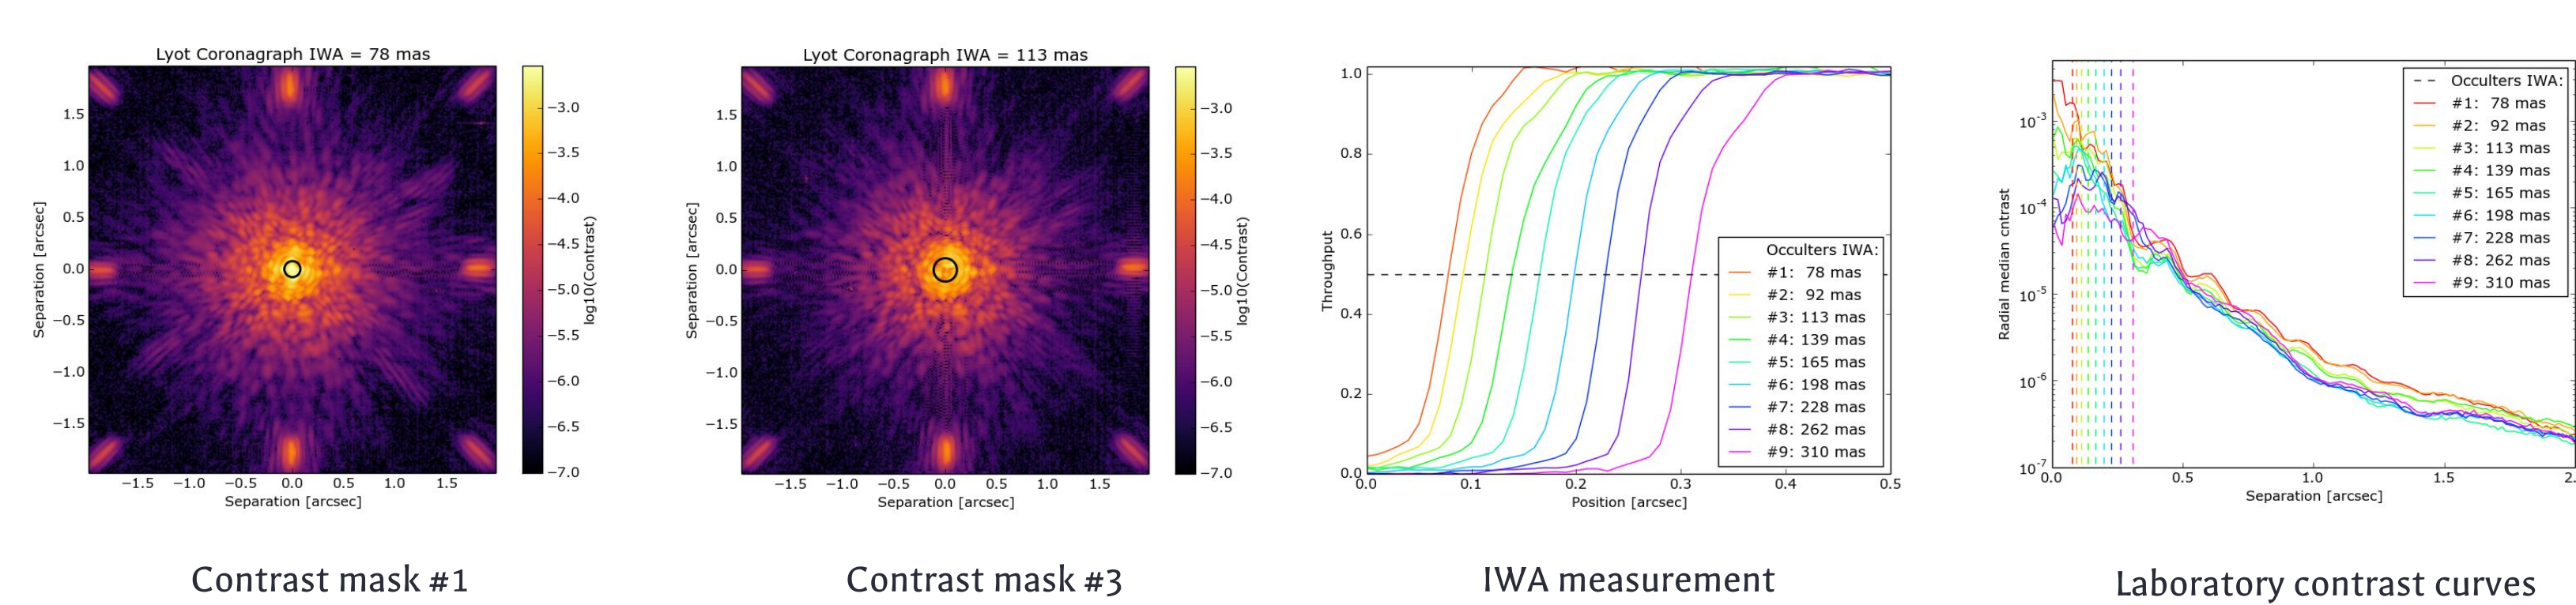 Lyot Coronagraph IWA = 78 mas
1.5
1.0
0.5
0.0
−0.5
−1.0
−1.5
Separation [arcsec]
−1.5 −1.0 −0.5 0.0 0.5 1.0 1.5
Separation [arcsec]
−3.0
−3.5
−4.0
−4.5
−5.0
−5.5
−6.0
−6.5
−7.0
log10(Contrast)
Contrast mask #1
Lyot Coronagraph IWA = 113 mas
1.5
1.0
0.5
0.0
−0.5
−1.0
−1.5
Separation [arcsec]
−1.5 −1.0 −0.5 0.0 0.5 1.0 1.5
Separation [arcsec]
−3.0
−3.5
−4.0
−4.5
−5.0
−5.5
−6.0
−6.5
−7.0
log10(Contrast)
Contrast mask #3
1.0
0.8
0.6
0.4
0.2
0.0
Throughput
Occulters IWA:
#1: 78 mas
#2: 92 mas
#3: 113 mas
#4: 139 mas
#5: 165 mas
#6: 198 mas
#7: 228 mas
#8: 262 mas
#9: 310 mas
0.0 0.1 0.2 0.3 0.4 0.5
Position [arcsec]
IWA measurement
10⁻³
10⁻⁴
10⁻⁵
10⁻⁶
10⁻⁷
Radial median cntrast
Occulters IWA:
#1: 78 mas
#2: 92 mas
#3: 113 mas
#4: 139 mas
#5: 165 mas
#6: 198 mas
#7: 228 mas
#8: 262 mas
#9: 310 mas
0.0 0.5 1.0 1.5 2.
Separation [arcsec]
Laboratory contrast curves